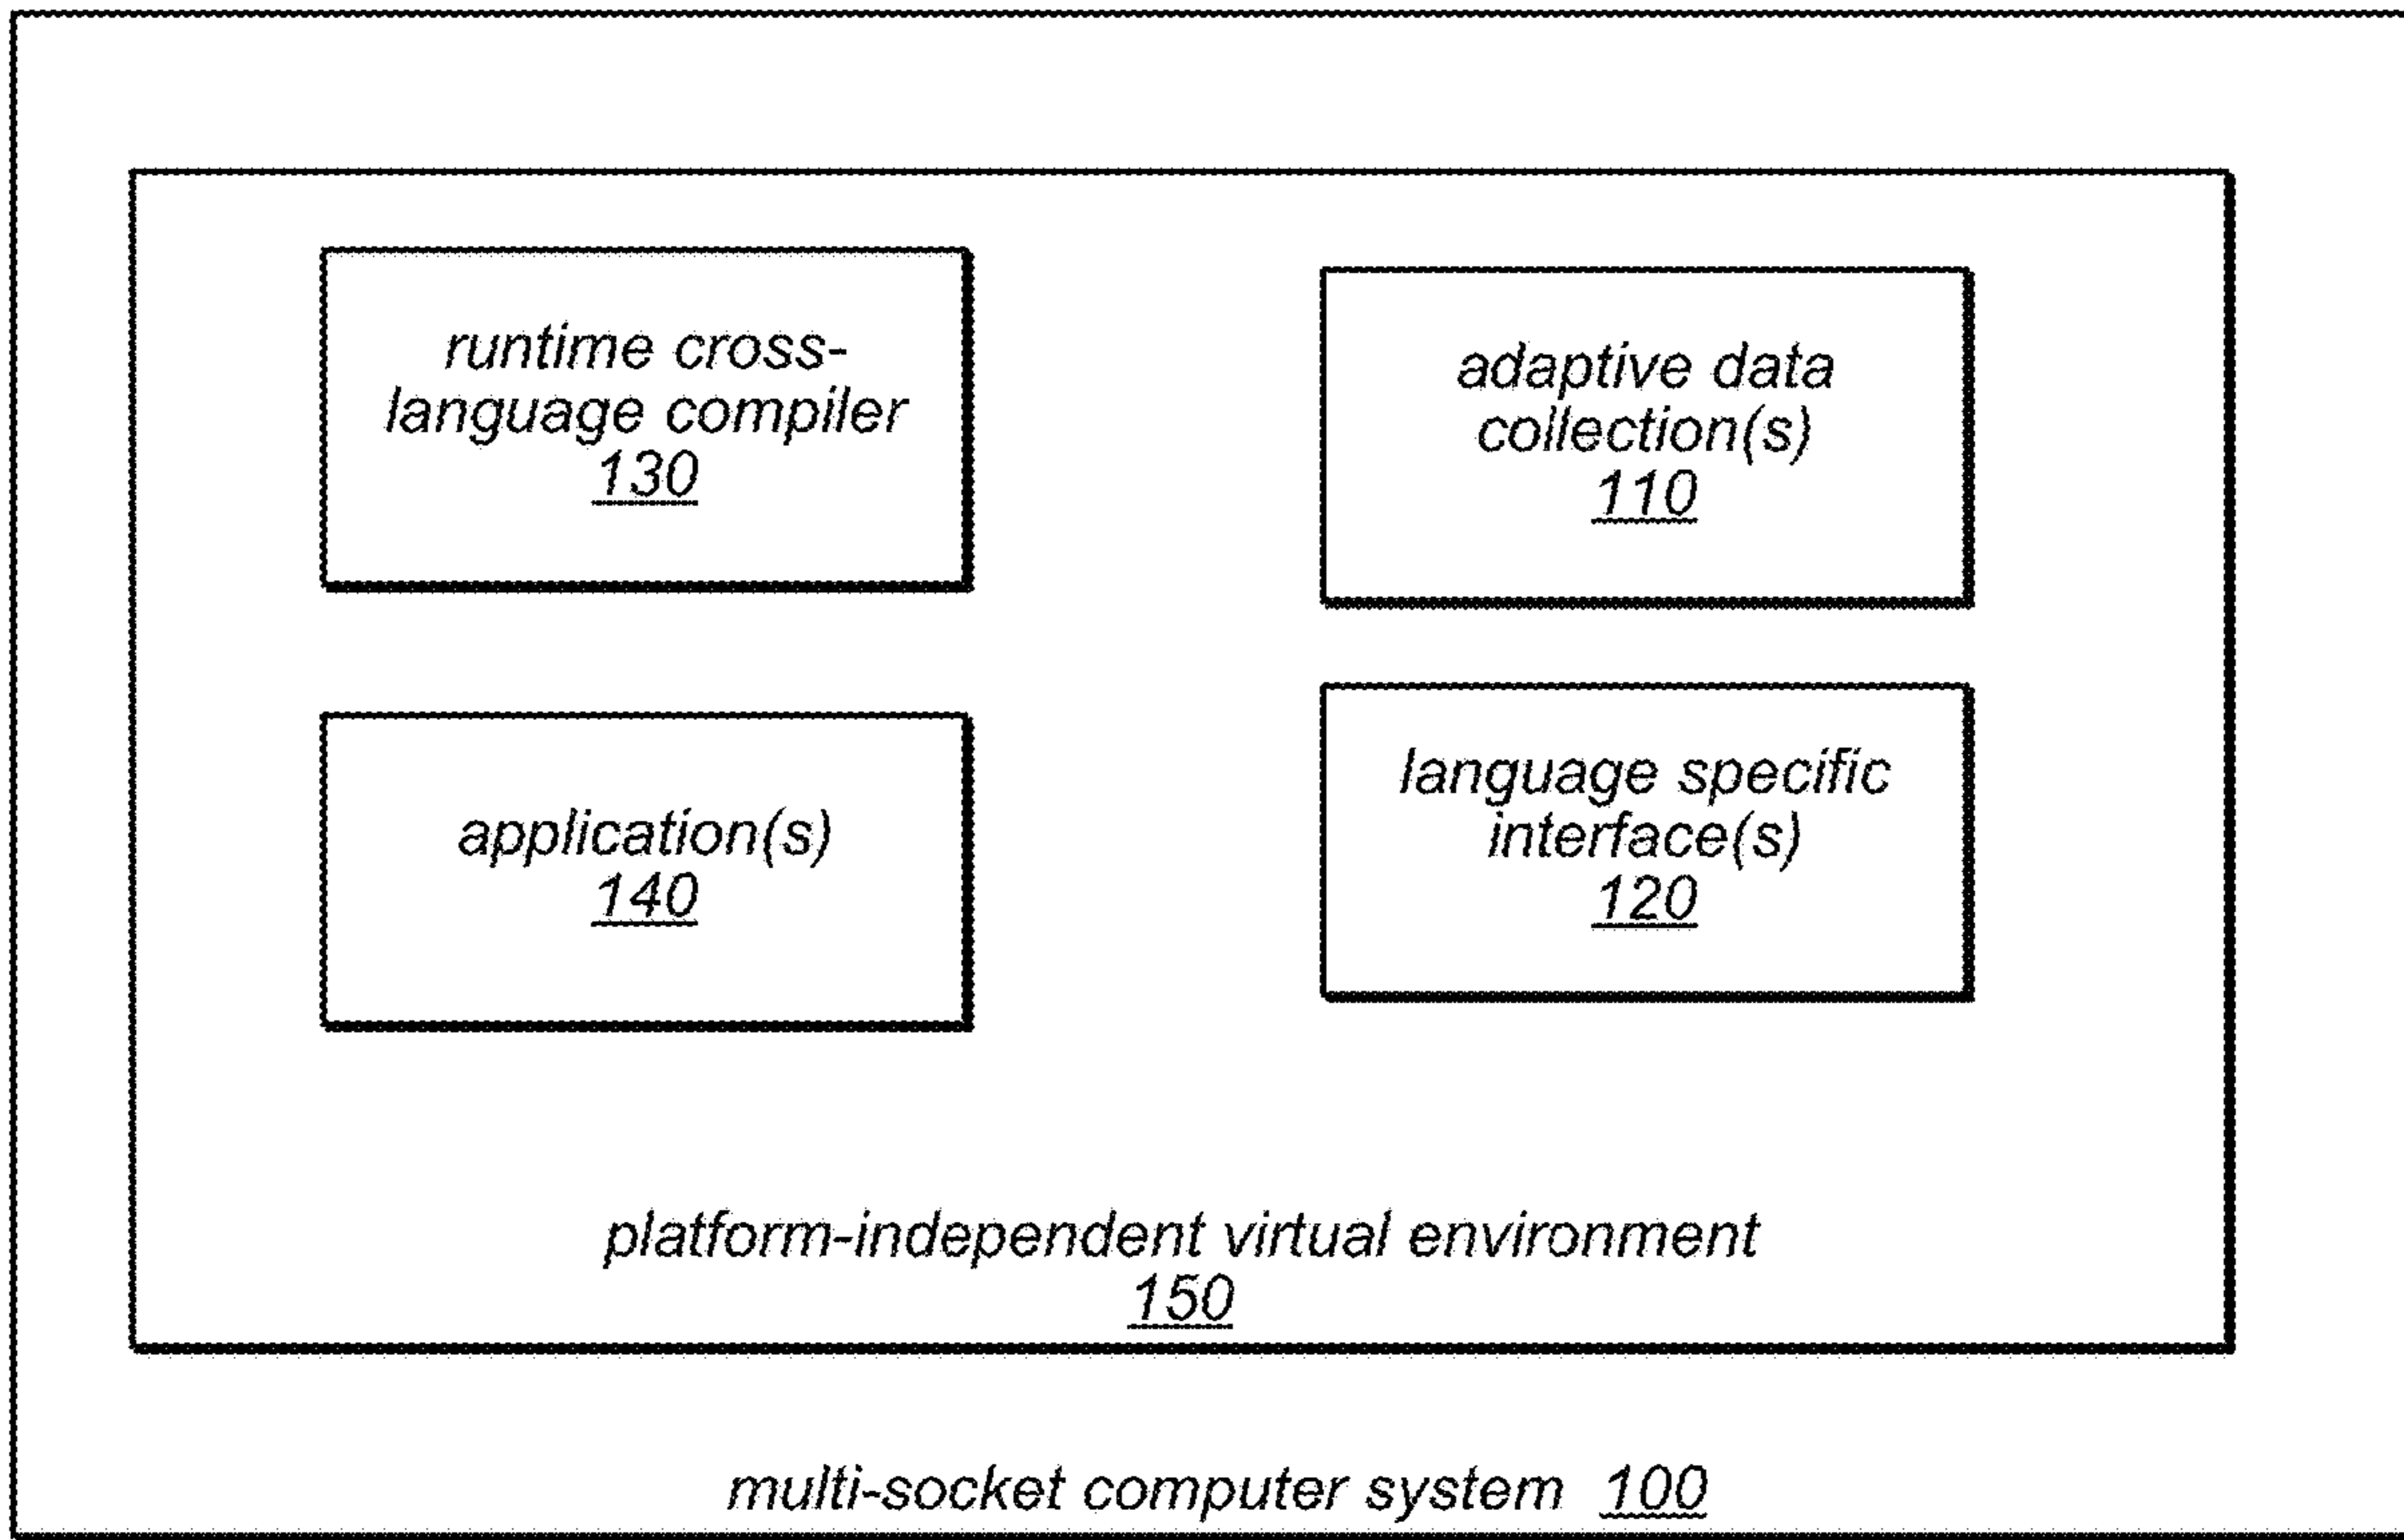 runtime cross-
language compiler
130
adaptive data
collection(s)
110
application(s)
140
language specific
interface(s)
120
platform-independent virtual environment
150
multi-socket computer system 100